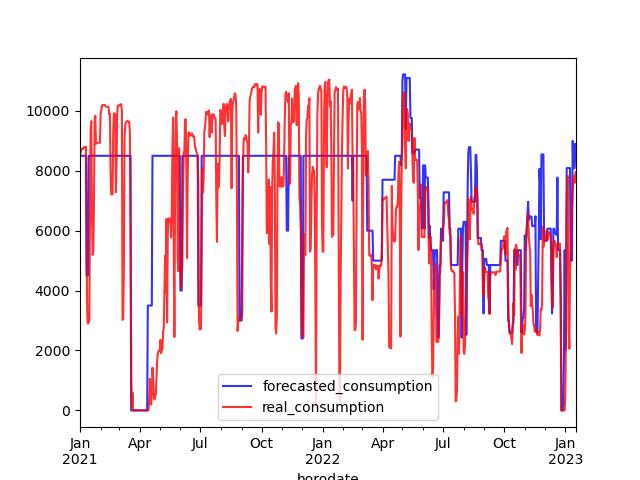 10000
8000
6000
4000
2000
0
forecasted_consumption
real_consumption
Jan Apr Jul Oct Jan Apr Jul Oct Jan
2021 2022 2023
horodate